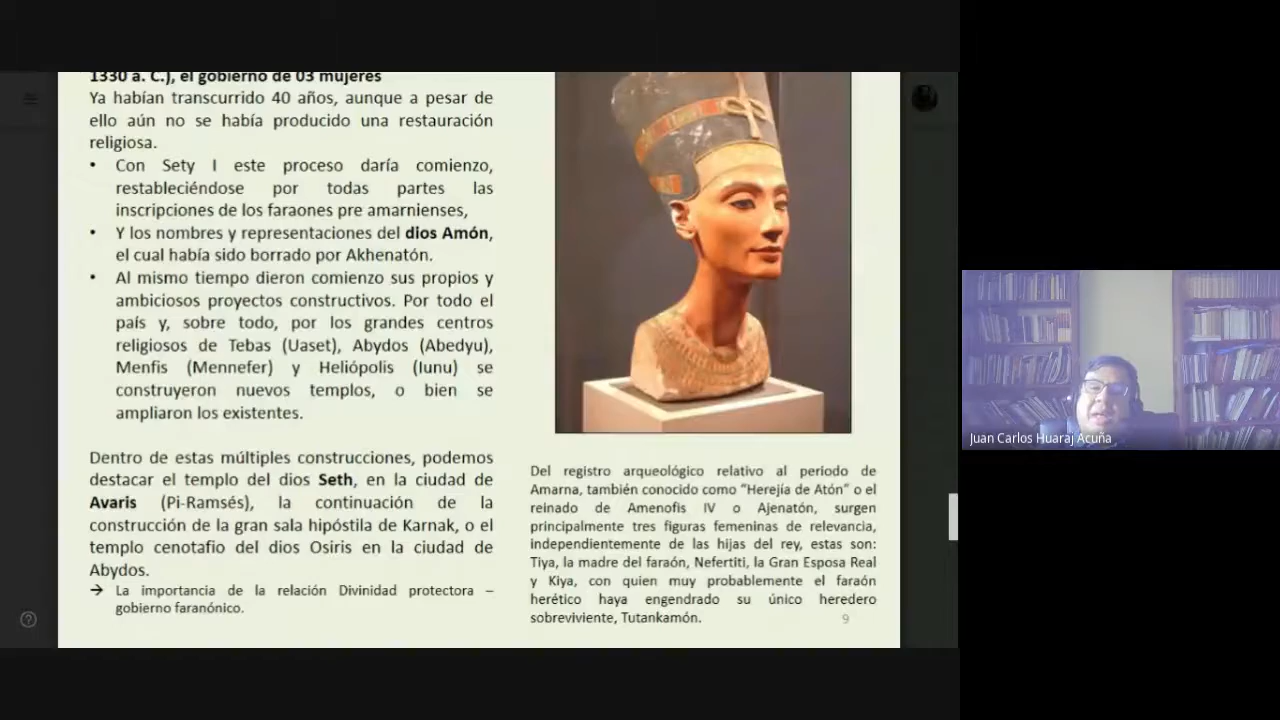 1330 a. C.), el gobierno de 03 mujeres
Ya habían transcurrido 40 años, aunque a pesar de
ello aún no se había producido una restauración
religiosa.
• Con Sety I este proceso daría comienzo,
restableciéndose por todas partes las
inscripciones de los faraones pre amarnienses,
• Y los nombres y representaciones del dios Amón,
el cual había sido borrado por Akhenatón.
• Al mismo tiempo dieron comienzo sus propios y
ambiciosos proyectos constructivos. Por todo el
país y, sobre todo, por los grandes centros
religiosos de Tebas (Uaset), Abydos (Abedyu),
Menfis (Mennefer) y Heliópolis (Iunu) se
construyeron nuevos templos, o bien se
ampliaron los existentes.
Dentro de estas múltiples construcciones, podemos
destacar el templo del dios Seth, en la ciudad de
Avaris (Pi-Ramsés), la continuación de la
construcción de la gran sala hipóstila de Karnak, o el
templo cenotafio del dios Osiris en la ciudad de
Abydos.
→ La importancia de la relación Divinidad protectora –
gobierno faranónico.
Del registro arqueológico relativo al periodo de
Amarna, también conocido como “Herejía de Atón” o el
reinado de Amenofis IV o Ajenatón, surgen
principalmente tres figuras femeninas de relevancia,
independientemente de las hijas del rey, estas son:
Tiya, la madre del faraón, Nefertiti, la Gran Esposa Real
y Kiya, con quien muy probablemente el faraón
herético haya engendrado su único heredero
sobreviviente, Tutankamón.
9
Juan Carlos Huaraj Acuña